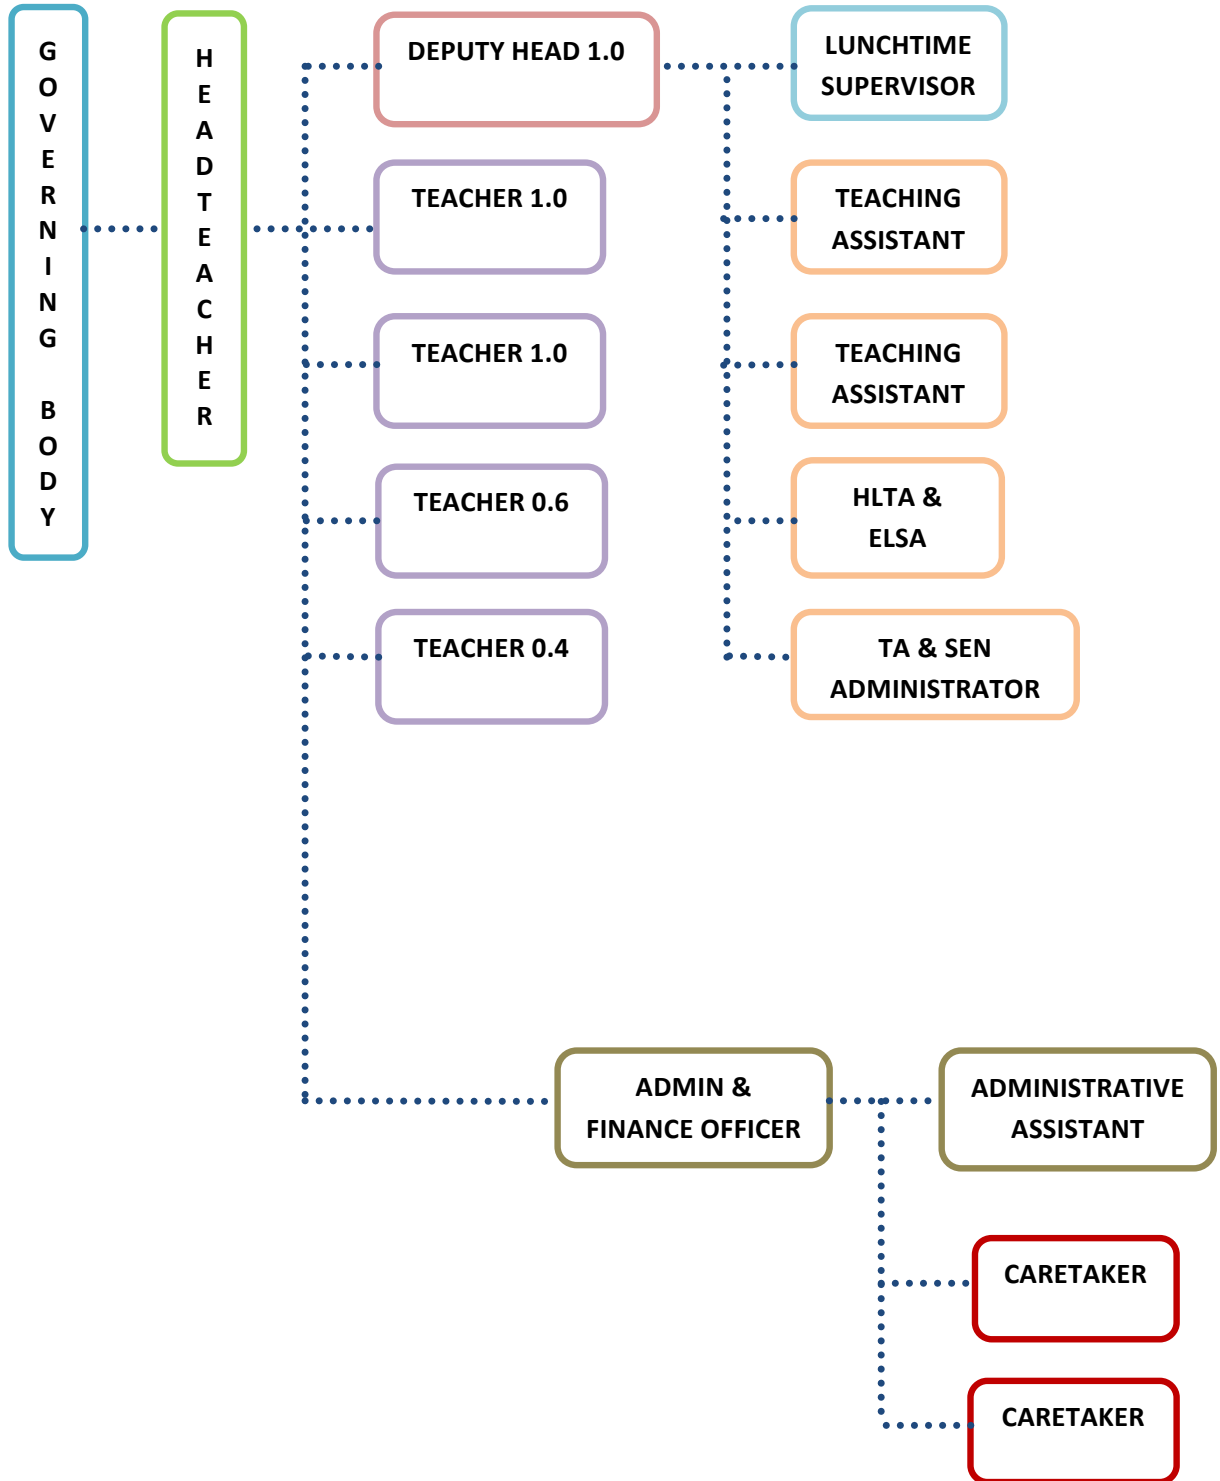 GOVERNING BODY
HEADTEACHER
DEPUTY HEAD 1.0
TEACHER 1.0
TEACHER 1.0
TEACHER 0.6
TEACHER 0.4
LUNCHTIME
SUPERVISOR
TEACHING
ASSISTANT
TEACHING
ASSISTANT
HLTA &
ELSA
TA & SEN
ADMINISTRATOR
ADMIN &
FINANCE OFFICER
ADMINISTRATIVE
ASSISTANT
CARETAKER
CARETAKER